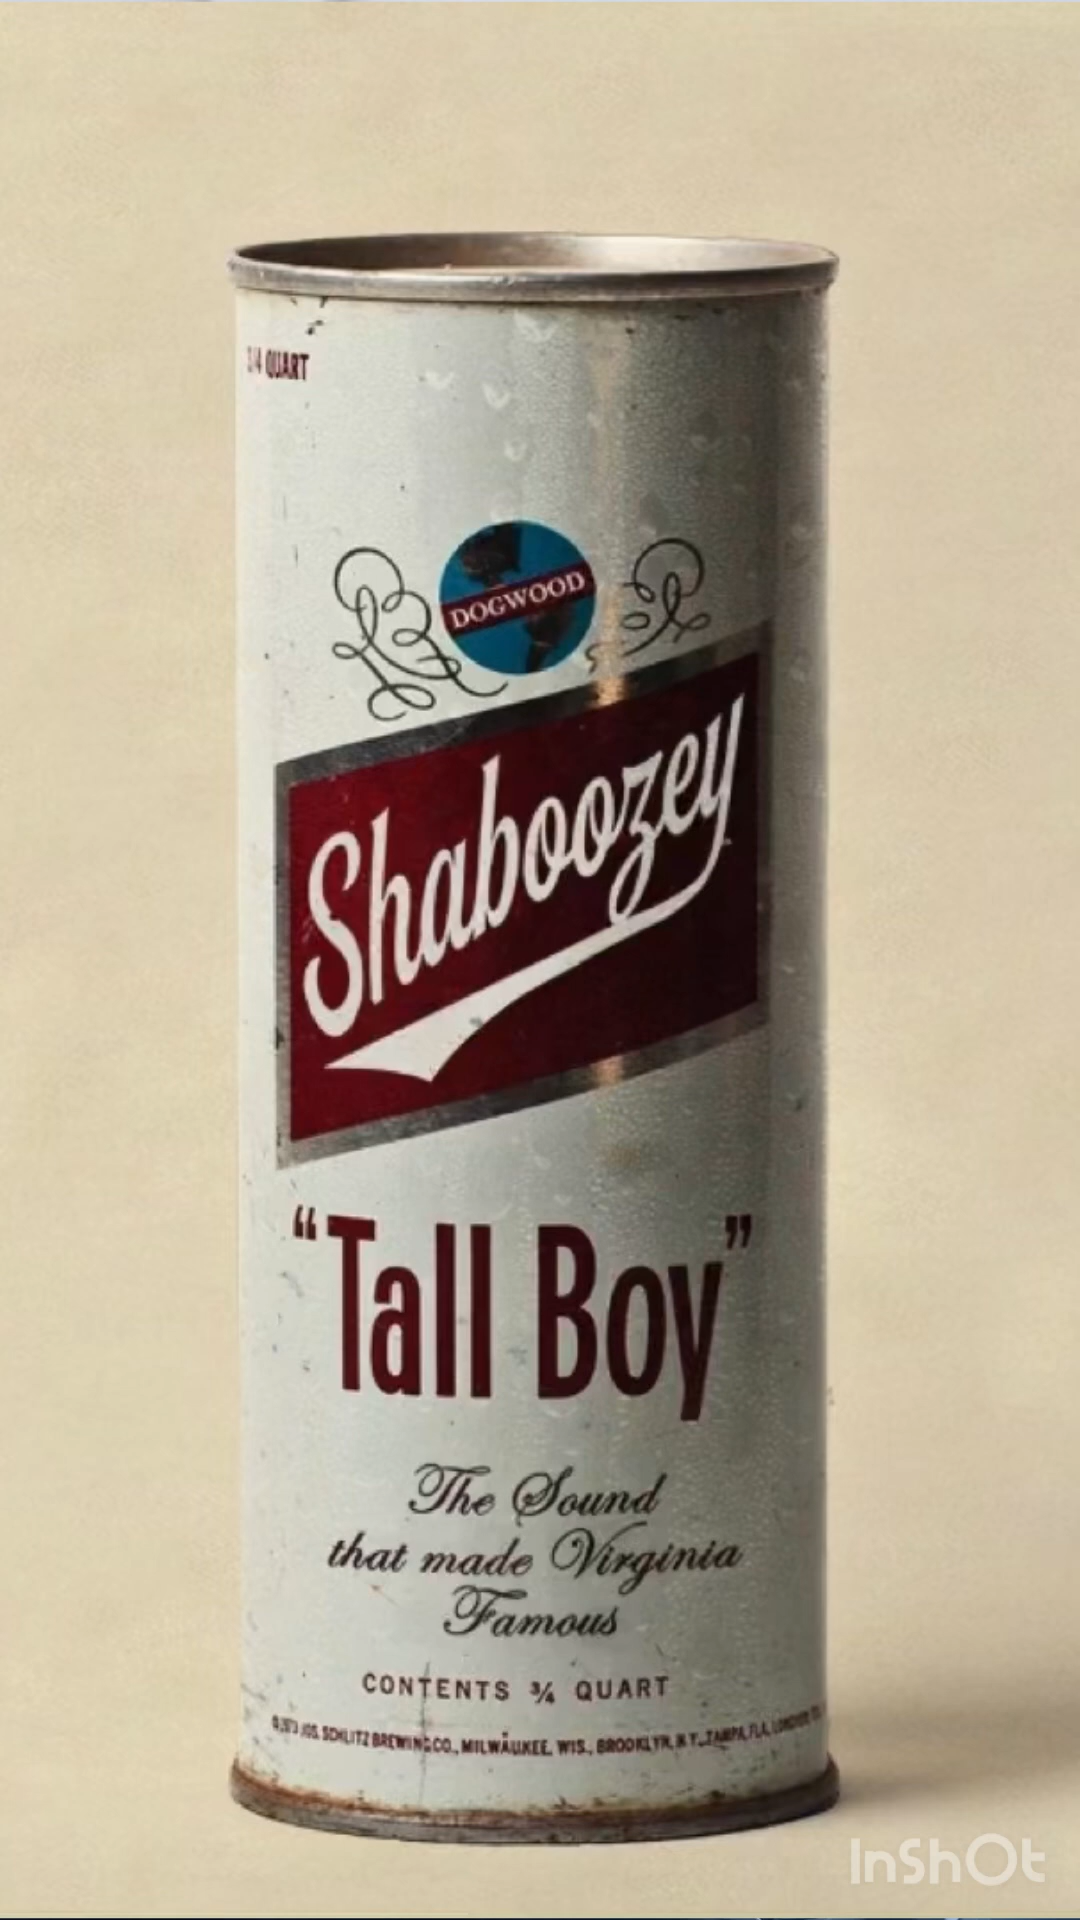 3/4 QUART
DOGWOOD
Shaboozey
“Tall Boy”
The Sound
that made Virginia
Famous
CONTENTS ¾ QUART
JOS. SCHLITZ BREWING CO., MILWAUKEE, WIS., BROOKLYN, N.Y., TAMPA, FLA.,
InShOt